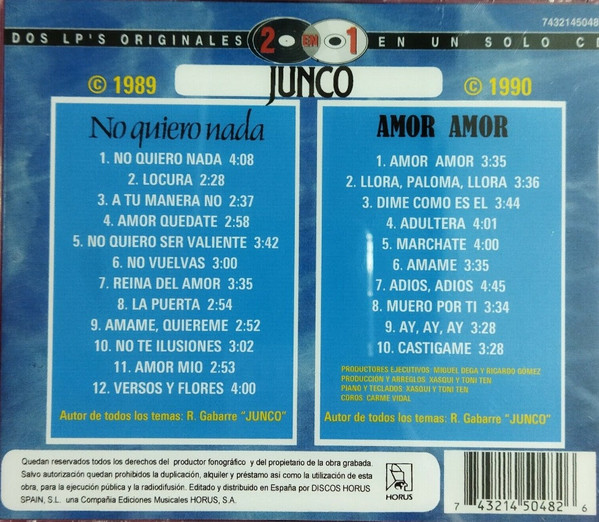 7432145048
DOS LP'S ORIGINALES 2 EN 1 EN UN SOLO CD
JUNCO
© 1989
© 1990
No quiero nada
1. NO QUIERO NADA 4:08
2. LOCURA 2:28
3. A TU MANERA NO 2:37
4. AMOR QUEDATE 2:58
5. NO QUIERO SER VALIENTE 3:42
6. NO VUELVAS 3:00
7. REINA DEL AMOR 3:35
8. LA PUERTA 2:54
9. AMAME, QUIEREME 2:52
10. NO TE ILUSIONES 3:02
11. AMOR MIO 2:53
12. VERSOS Y FLORES 4:00
Autor de todos los temas: R. Gabarre "JUNCO"
AMOR AMOR
1. AMOR AMOR 3:35
2. LLORA, PALOMA, LLORA 3:36
3. DIME COMO ES EL 3:44
4. ADULTERA 4:01
5. MARCHATE 4:00
6. AMAME 3:35
7. ADIOS, ADIOS 4:45
8. MUERO POR TI 3:34
9. AY, AY, AY 3:28
10. CASTIGAME 3:28
PRODUCTORES EJECUTIVOS: MIGUEL DEGA Y RICARDO GÓMEZ
PRODUCCIÓN Y ARREGLOS: XASQUI Y TONI TEN
PIANO Y TECLADOS: XASQUI Y TONI TEN
COROS: CARME VIDAL
Autor de todos los temas: R. Gabarre "JUNCO"
Quedan reservados todos los derechos del productor fonográfico y del propietario de la obra grabada.
Salvo autorización quedan prohibidos la duplicación, alquiler y préstamo así como la utilización de esta
obra, para la ejecución pública y la radiodifusión. Editado y distribuido en España por DISCOS HORUS
SPAIN, S.L. una Compañia Ediciones Musicales HORUS, S.A.
HORUS
7 43214 50482 6